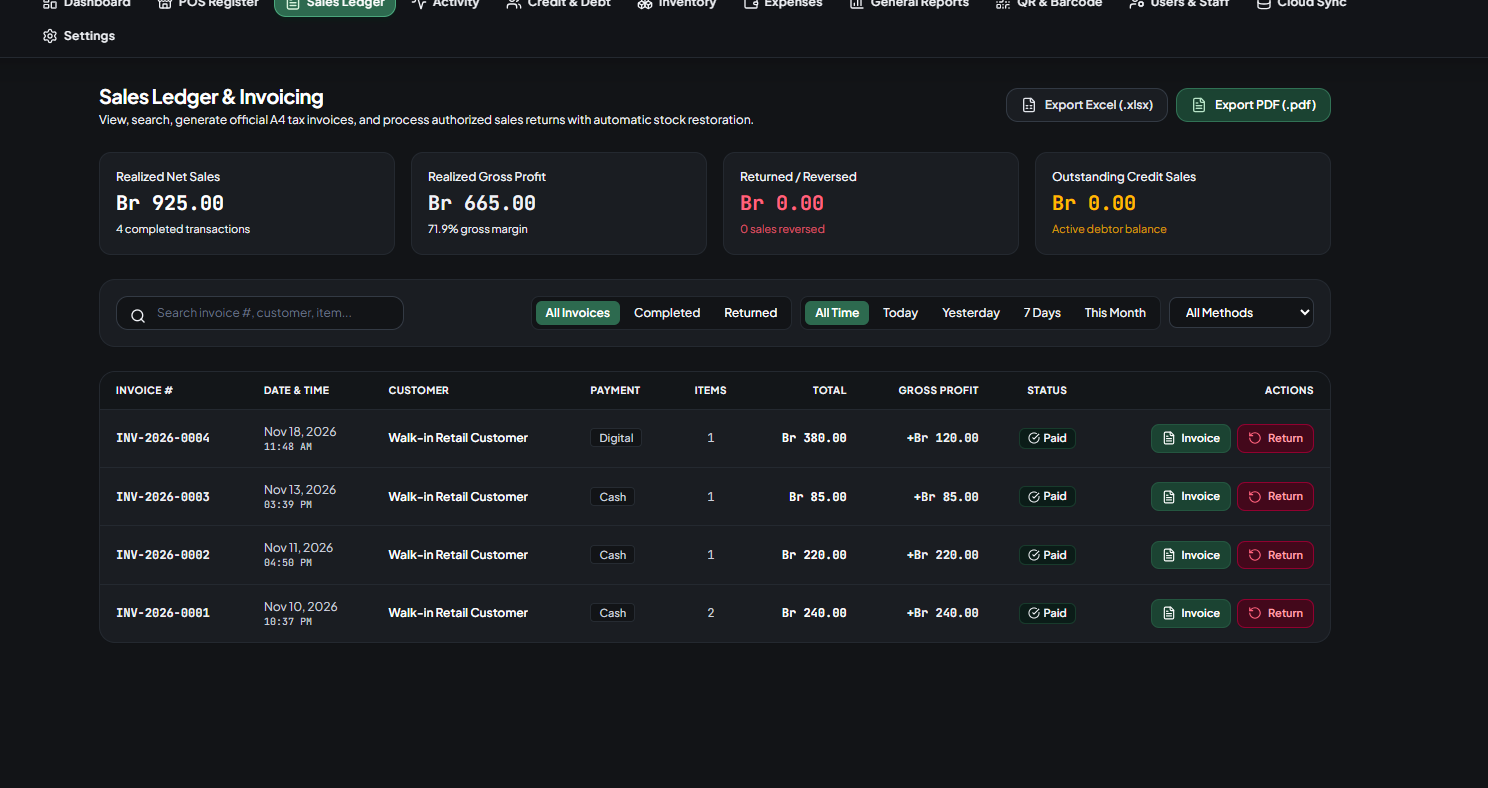 Dashboard POS Register Sales Ledger Activity Credit & Debt Inventory Expenses General Reports QR & Barcode Users & Staff Cloud Sync
Settings
Sales Ledger & Invoicing
View, search, generate official A4 tax invoices, and process authorized sales returns with automatic stock restoration.
Export Excel (.xlsx) Export PDF (.pdf)
Realized Net Sales
Br 925.00
4 completed transactions
Realized Gross Profit
Br 665.00
71.9% gross margin
Returned / Reversed
Br 0.00
0 sales reversed
Outstanding Credit Sales
Br 0.00
Active debtor balance
Search invoice #, customer, item... All Invoices Completed Returned All Time Today Yesterday 7 Days This Month All Methods
INVOICE # DATE & TIME CUSTOMER PAYMENT ITEMS TOTAL GROSS PROFIT STATUS ACTIONS
INV-2026-0004 Nov 18, 2026 11:48 AM Walk-in Retail Customer Digital 1 Br 380.00 +Br 120.00 Paid Invoice Return
INV-2026-0003 Nov 13, 2026 03:39 PM Walk-in Retail Customer Cash 1 Br 85.00 +Br 85.00 Paid Invoice Return
INV-2026-0002 Nov 11, 2026 04:50 PM Walk-in Retail Customer Cash 1 Br 220.00 +Br 220.00 Paid Invoice Return
INV-2026-0001 Nov 10, 2026 10:37 PM Walk-in Retail Customer Cash 2 Br 240.00 +Br 240.00 Paid Invoice Return